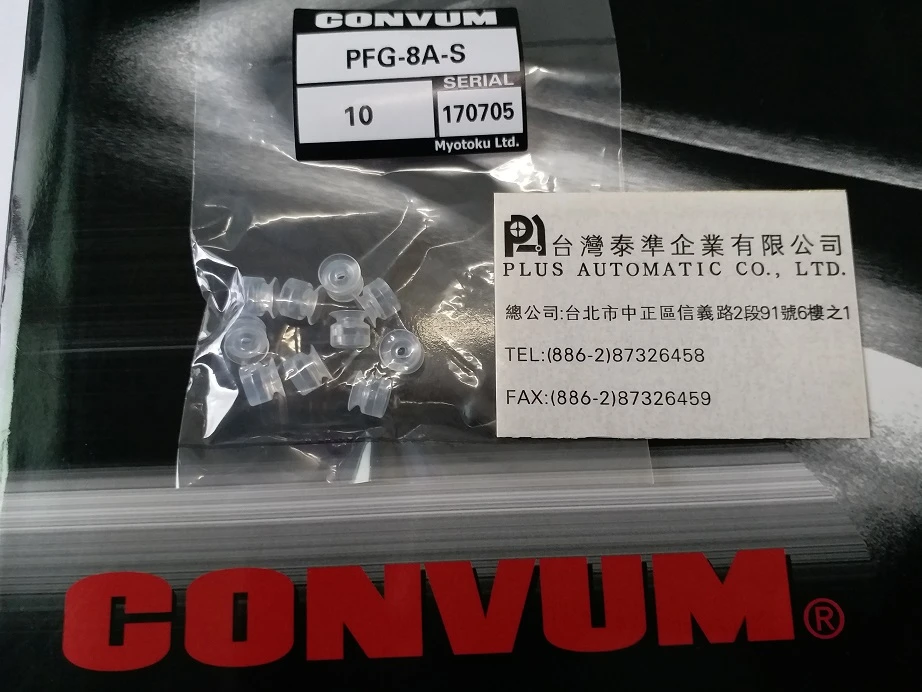 CONVUM
PFG-8A-S
SERIAL
10
170705
Myotoku Ltd.
台灣泰準企業有限公司
PLUS AUTOMATIC CO., LTD.
總公司:台北市中正區信義路2段91號6樓之1
TEL:(886-2)87326458
FAX:(886-2)87326459
CONVUM®